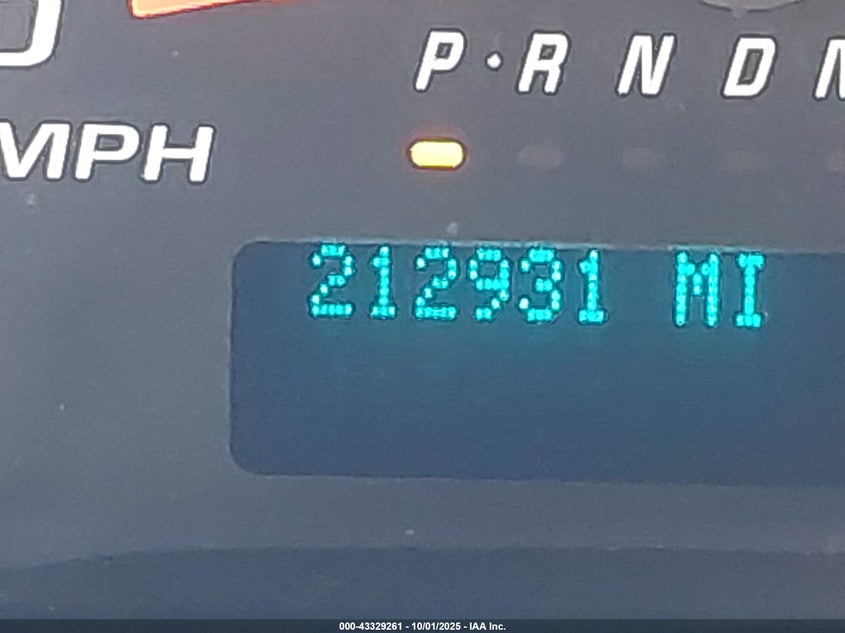 P · R N D
MPH
212931 MI
000-43329261 - 10/01/2025 - IAA Inc.